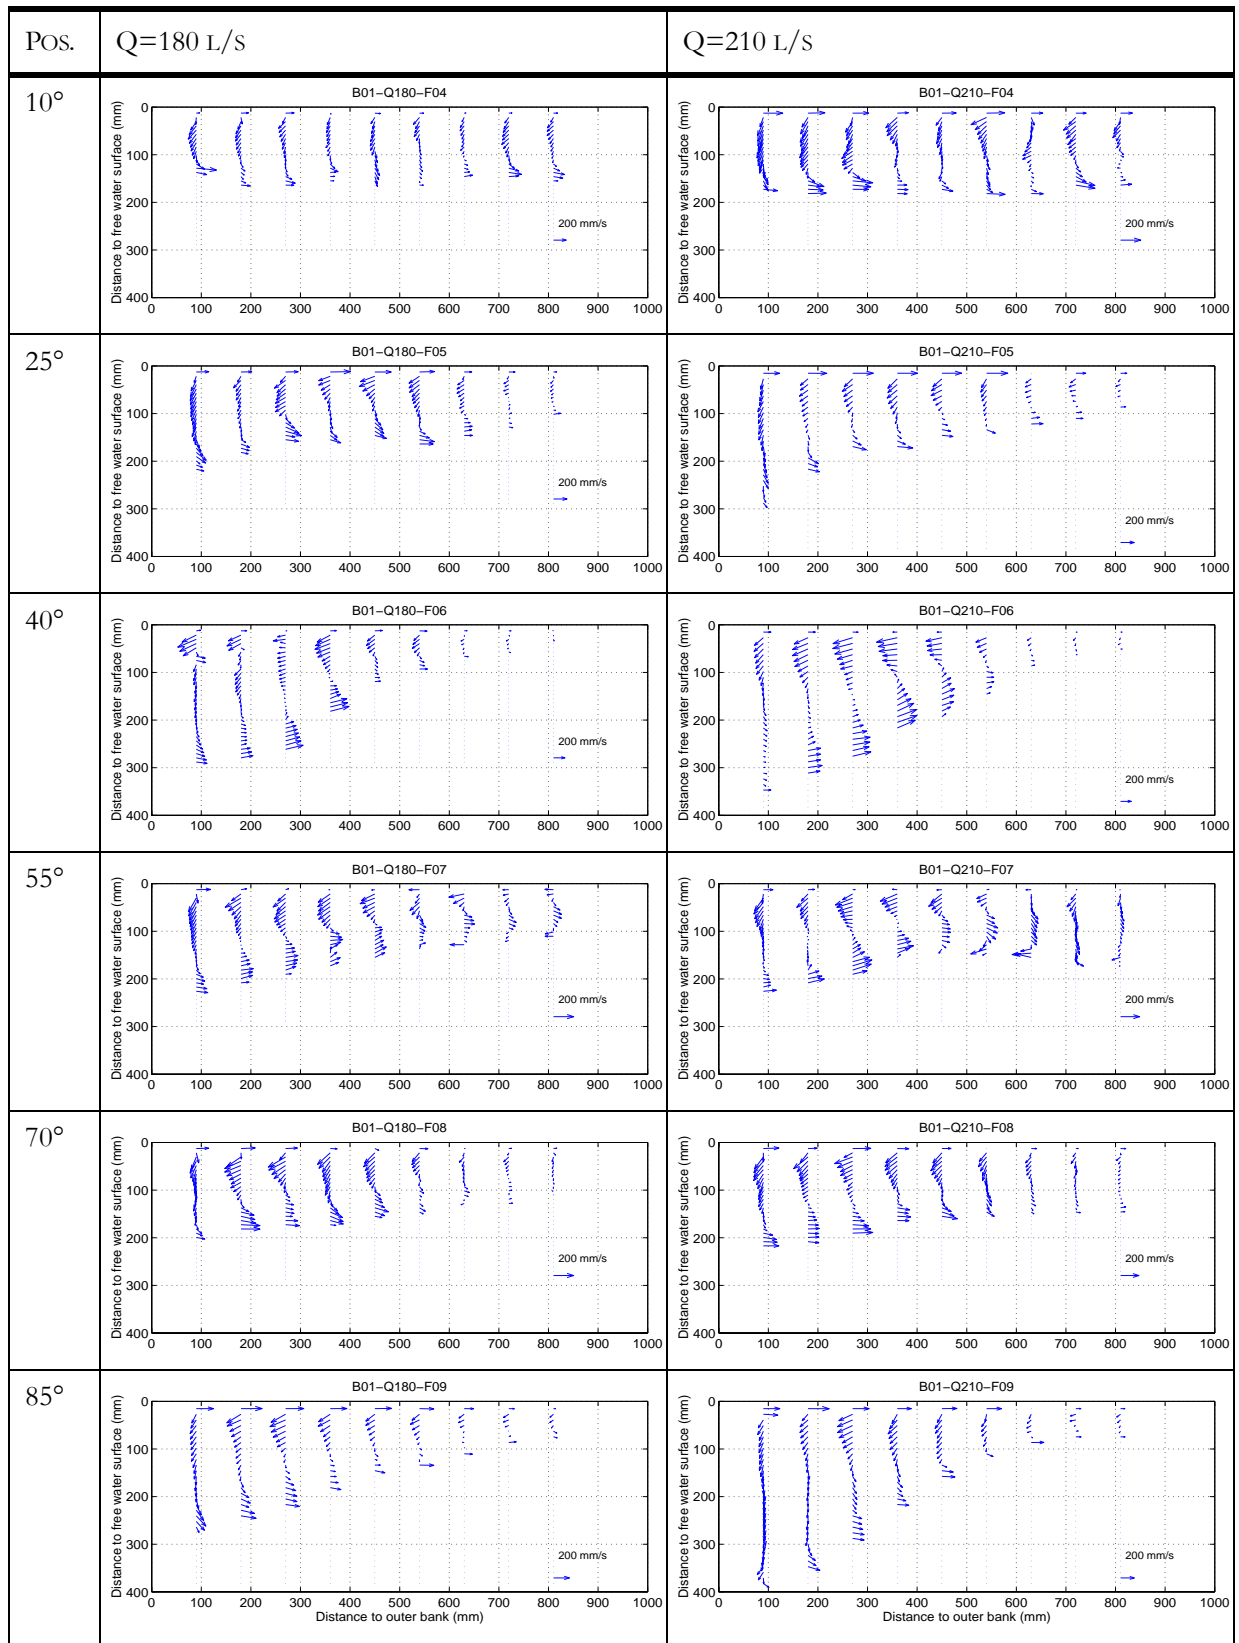 POS. Q=180 L/S Q=210 L/S
10°
B01-Q180-F04
Distance to free water surface (mm)
0
100
200
300
400
200 mm/s
0 100 200 300 400 500 600 700 800 900 1000
B01-Q210-F04
Distance to free water surface (mm)
0
100
200
300
400
200 mm/s
0 100 200 300 400 500 600 700 800 900 1000
25°
B01-Q180-F05
Distance to free water surface (mm)
0
100
200
300
400
200 mm/s
0 100 200 300 400 500 600 700 800 900 1000
B01-Q210-F05
Distance to free water surface (mm)
0
100
200
300
400
200 mm/s
0 100 200 300 400 500 600 700 800 900 1000
40°
B01-Q180-F06
Distance to free water surface (mm)
0
100
200
300
400
200 mm/s
0 100 200 300 400 500 600 700 800 900 1000
B01-Q210-F06
Distance to free water surface (mm)
0
100
200
300
400
200 mm/s
0 100 200 300 400 500 600 700 800 900 1000
55°
B01-Q180-F07
Distance to free water surface (mm)
0
100
200
300
400
200 mm/s
0 100 200 300 400 500 600 700 800 900 1000
B01-Q210-F07
Distance to free water surface (mm)
0
100
200
300
400
200 mm/s
0 100 200 300 400 500 600 700 800 900 1000
70°
B01-Q180-F08
Distance to free water surface (mm)
0
100
200
300
400
200 mm/s
0 100 200 300 400 500 600 700 800 900 1000
B01-Q210-F08
Distance to free water surface (mm)
0
100
200
300
400
200 mm/s
0 100 200 300 400 500 600 700 800 900 1000
85°
B01-Q180-F09
Distance to free water surface (mm)
0
100
200
300
400
200 mm/s
0 100 200 300 400 500 600 700 800 900 1000
Distance to outer bank (mm)
B01-Q210-F09
Distance to free water surface (mm)
0
100
200
300
400
200 mm/s
0 100 200 300 400 500 600 700 800 900 1000
Distance to outer bank (mm)